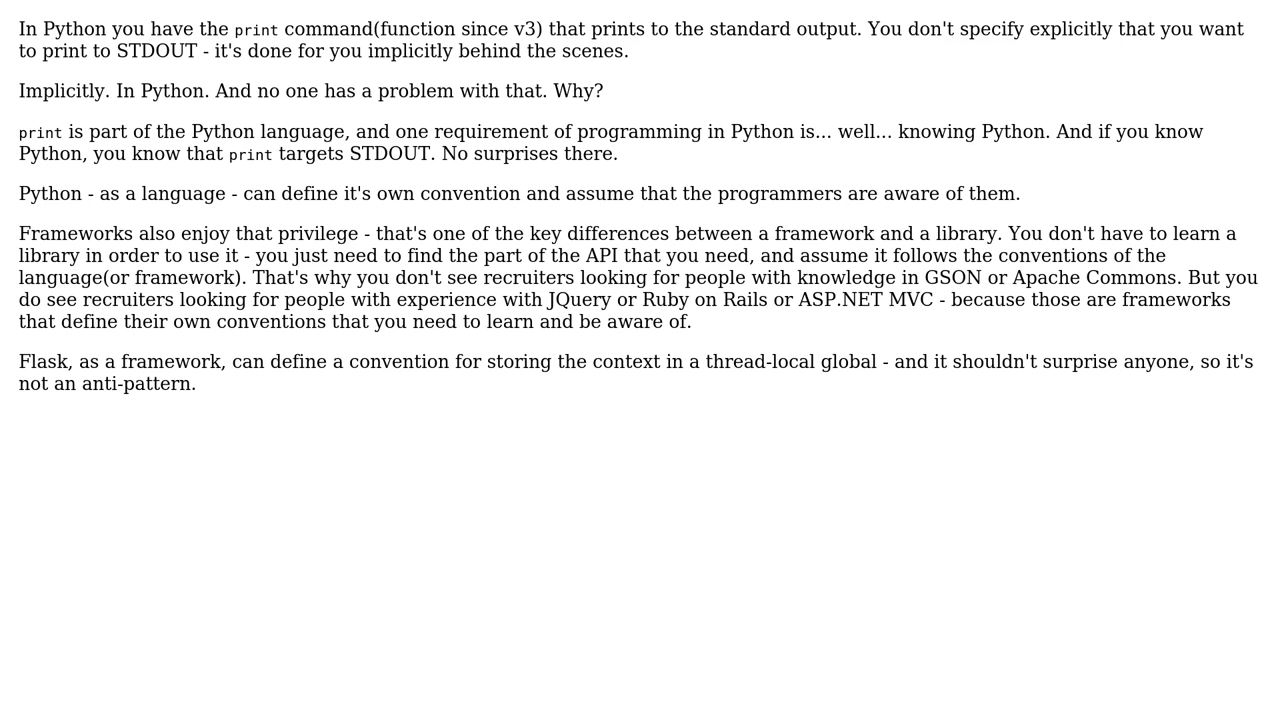 In Python you have the print command(function since v3) that prints to the standard output. You don't specify explicitly that you want
to print to STDOUT - it's done for you implicitly behind the scenes.
Implicitly. In Python. And no one has a problem with that. Why?
print is part of the Python language, and one requirement of programming in Python is... well... knowing Python. And if you know
Python, you know that print targets STDOUT. No surprises there.
Python - as a language - can define it's own convention and assume that the programmers are aware of them.
Frameworks also enjoy that privilege - that's one of the key differences between a framework and a library. You don't have to learn a
library in order to use it - you just need to find the part of the API that you need, and assume it follows the conventions of the
language(or framework). That's why you don't see recruiters looking for people with knowledge in GSON or Apache Commons. But you
do see recruiters looking for people with experience with JQuery or Ruby on Rails or ASP.NET MVC - because those are frameworks
that define their own conventions that you need to learn and be aware of.
Flask, as a framework, can define a convention for storing the context in a thread-local global - and it shouldn't surprise anyone, so it's
not an anti-pattern.